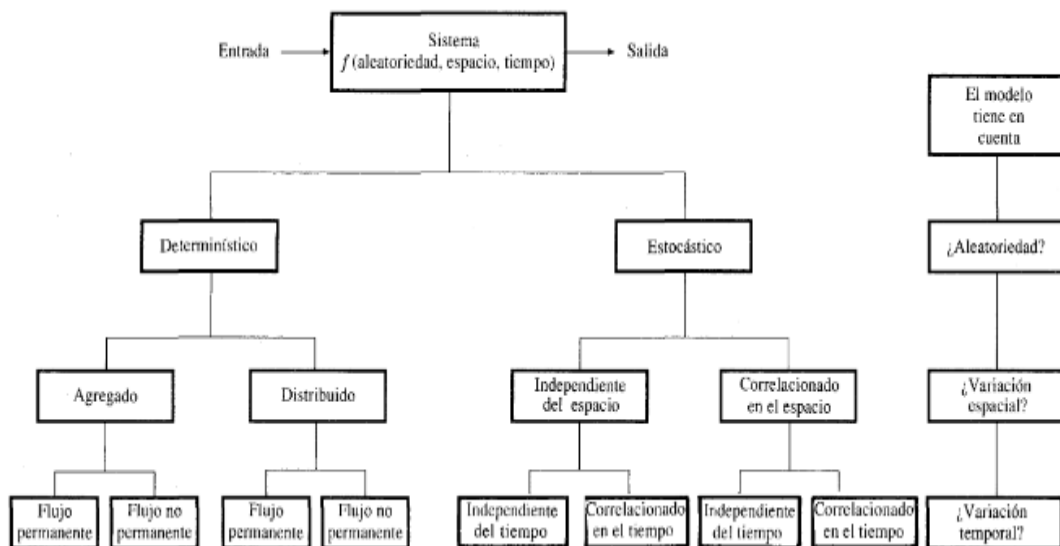 Entrada
Sistema
f (aleatoriedad, espacio, tiempo)
Salida
El modelo
tiene en
cuenta
Determinístico
Estocástico
¿Aleatoriedad?
Agregado
Distribuido
Independiente
del espacio
Correlacionado
en el espacio
¿Variación
espacial?
Flujo
permanente
Flujo no
permanente
Flujo
permanente
Flujo no
permanente
Independiente
del tiempo
Correlacionado
en el tiempo
Independiente
del tiempo
Correlacionado
en el tiempo
¿Variación
temporal?